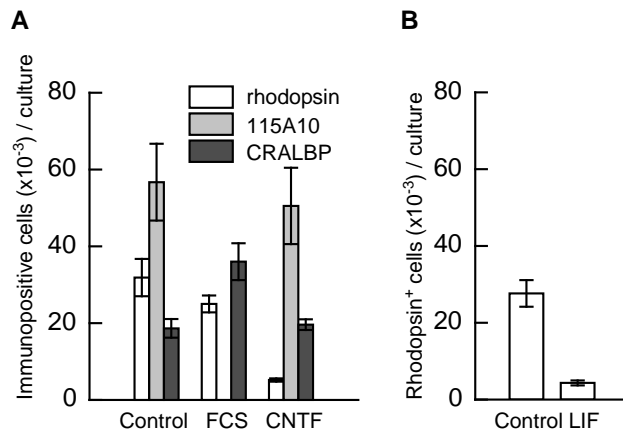 A
Immunopositive cells (x10-3) / culture
80
60
40
20
0
rhodopsin
115A10
CRALBP
Control FCS CNTF
B
Rhodopsin+ cells (x10-3) / culture
80
60
40
20
0
Control LIF